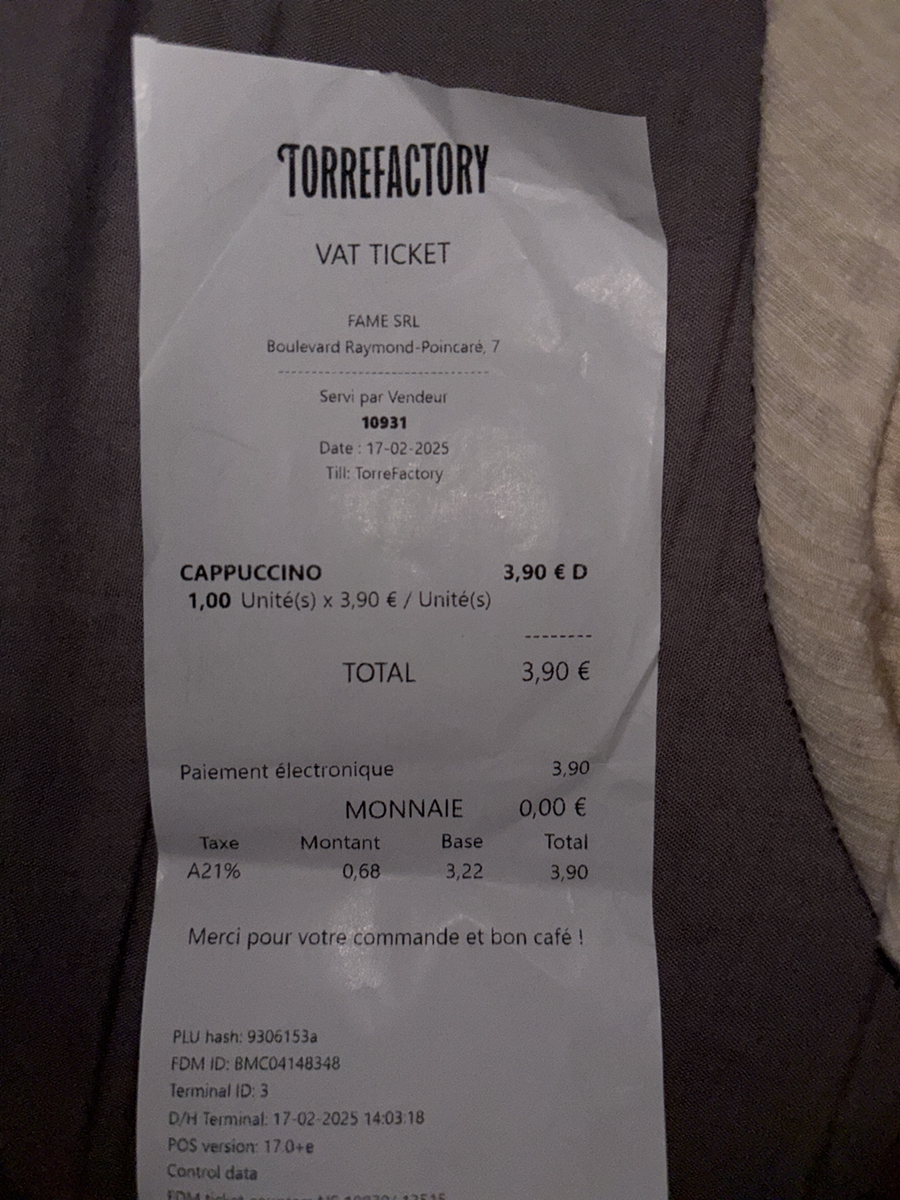 TORREFACTORY
VAT TICKET
FAME SRL
Boulevard Raymond-Poincaré, 7
--------------------------------
Servi par Vendeur
10931
Date : 17-02-2025
Till: TorreFactory
CAPPUCCINO 3,90 € D
1,00 Unité(s) x 3,90 € / Unité(s)
--------
TOTAL 3,90 €
Paiement électronique 3,90
MONNAIE 0,00 €
Taxe Montant Base Total
A21% 0,68 3,22 3,90
Merci pour votre commande et bon café !
PLU hash: 9306153a
FDM ID: BMC04148348
Terminal ID: 3
D/H Terminal: 17-02-2025 14:03:18
POS version: 17.0+e
Control data
FDM ticket